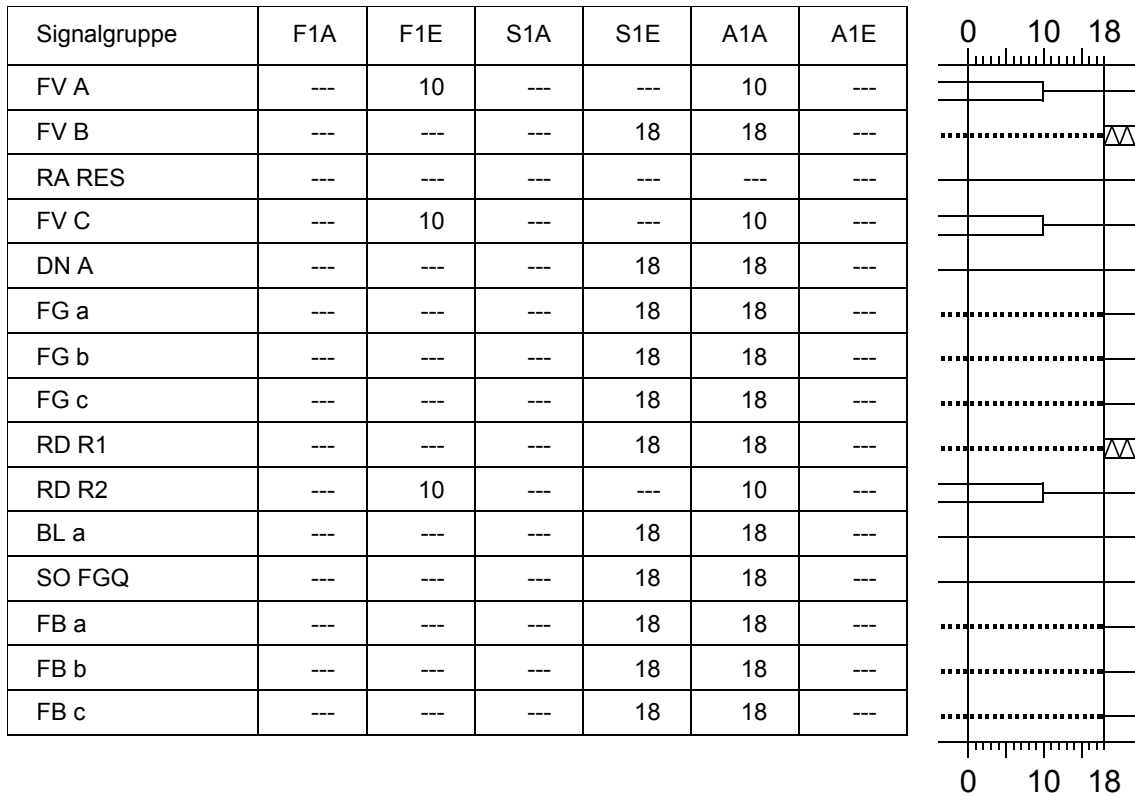 Signalgruppe F1A F1E S1A S1E A1A A1E
FV A --- 10 --- --- 10 ---
FV B --- --- --- 18 18 ---
RA RES --- --- --- --- --- ---
FV C --- 10 --- --- 10 ---
DN A --- --- --- 18 18 ---
FG a --- --- --- 18 18 ---
FG b --- --- --- 18 18 ---
FG c --- --- --- 18 18 ---
RD R1 --- --- --- 18 18 ---
RD R2 --- 10 --- --- 10 ---
BL a --- --- --- 18 18 ---
SO FGQ --- --- --- 18 18 ---
FB a --- --- --- 18 18 ---
FB b --- --- --- 18 18 ---
FB c --- --- --- 18 18 ---
0 10 18
0 10 18